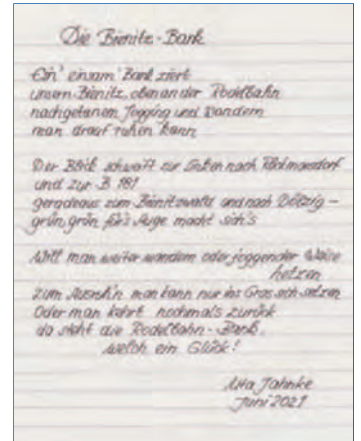 Die Bienitz-Bank
Ein' einsam' Bank ziert
unsern Bienitz, oben an der Rodelbahn
nach getanem Jogging und Wandern
man drauf ruhen kann
Der Blick schweift zur Linken nach Rückmarsdorf
und zur B 181
geradeaus zum Bienitzwald und nach Dölzig –
grün, grün für's Auge macht sich's
Will man weiter wandern oder joggender Weise
hetzen
zum Ausruh'n man kann nur ins Gras sich setzen
Oder man kehrt nochmals zurück
da steht die Rodelbahn-Bank,
welch ein Glück!
Jahnke
Juni 2021